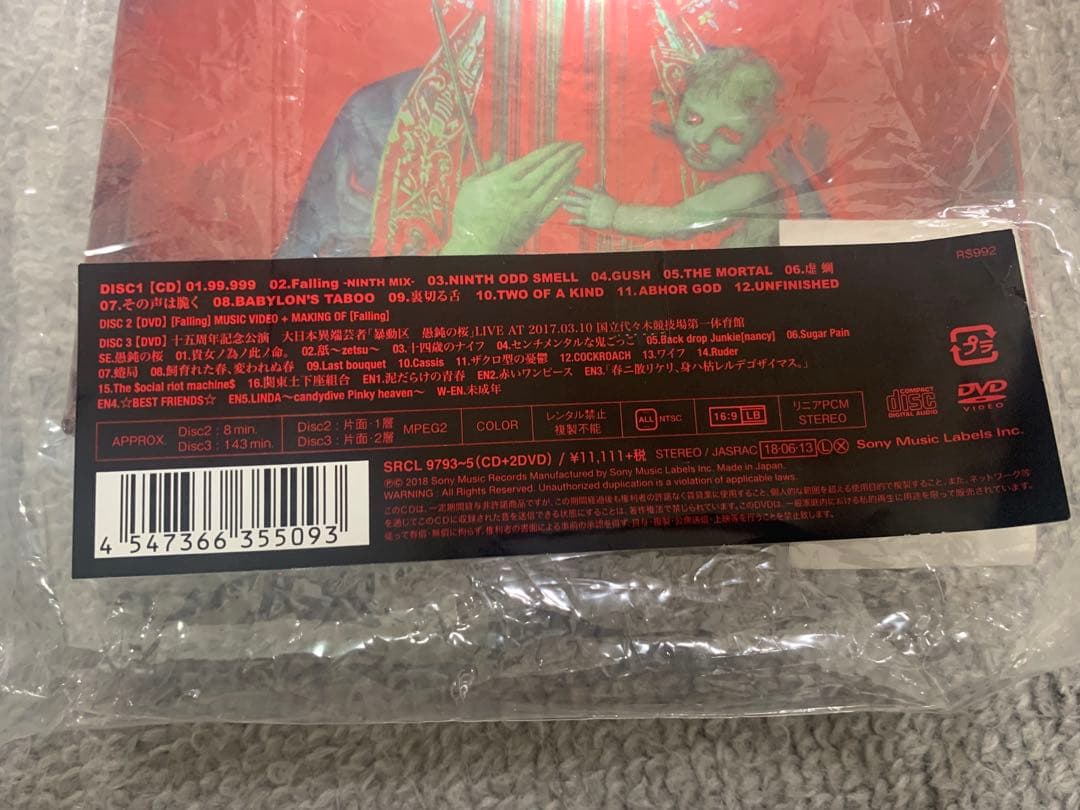 RS992
DISC1 [CD] 01.99.999 02.Falling -NINTH MIX- 03.NINTH ODD SMELL 04.GUSH 05.THE MORTAL 06.虚 蜩
07.その声は脆く 08.BABYLON'S TABOO 09.裏切る舌 10.TWO OF A KIND 11.ABHOR GOD 12.UNFINISHED
DISC 2 [DVD] [Falling] MUSIC VIDEO + MAKING OF [Falling]
DISC 3 [DVD] 十五周年記念公演 大日本異端芸者「暴動区 愚鈍の桜」LIVE AT 2017.03.10 国立代々木競技場第一体育館
SE.愚鈍の桜 01.貴女ノ為ノ此ノ命。 02.舐~zetsu~ 03.十四歳のナイフ 04.センチメンタルな鬼ごっこ 05.Back drop Junkie[nancy] 06.Sugar Pain
07.蜷局 08.飼育れた春、変われぬ春 09.Last bouquet 10.Cassis 11.ザクロ型の憂鬱 12.COCKROACH 13.ワイフ 14.Ruder
15.The $ocial riot machine$ 16.関東土下座組合 EN1.泥だらけの青春 EN2.赤いワンピース EN3.「春ニ散リケリ、身ハ枯レルデゴザイマス。」
EN4.☆BEST FRIENDS☆ EN5.LINDA~candydive Pinky heaven~ W-EN.未成年
APPROX. Disc2 : 8 min. Disc3 : 143 min. Disc2 : 片面・1層 Disc3 : 片面・2層 MPEG2 COLOR レンタル禁止 複製不能 ALL NTSC 16:9 LB リニアPCM STEREO
プラ
COMPACT disc DIGITAL AUDIO
DVD VIDEO
SRCL 9793~5(CD+2DVD) / ¥11,111+税 STEREO / JASRAC 18·06·13 Ⓛ Ⓧ Sony Music Labels Inc.
ⓅⒸ 2018 Sony Music Records Manufactured by Sony Music Labels Inc. Made in Japan.
WARNING : All Rights Reserved. Unauthorized duplication is a violation of applicable laws.
4 547366 355093